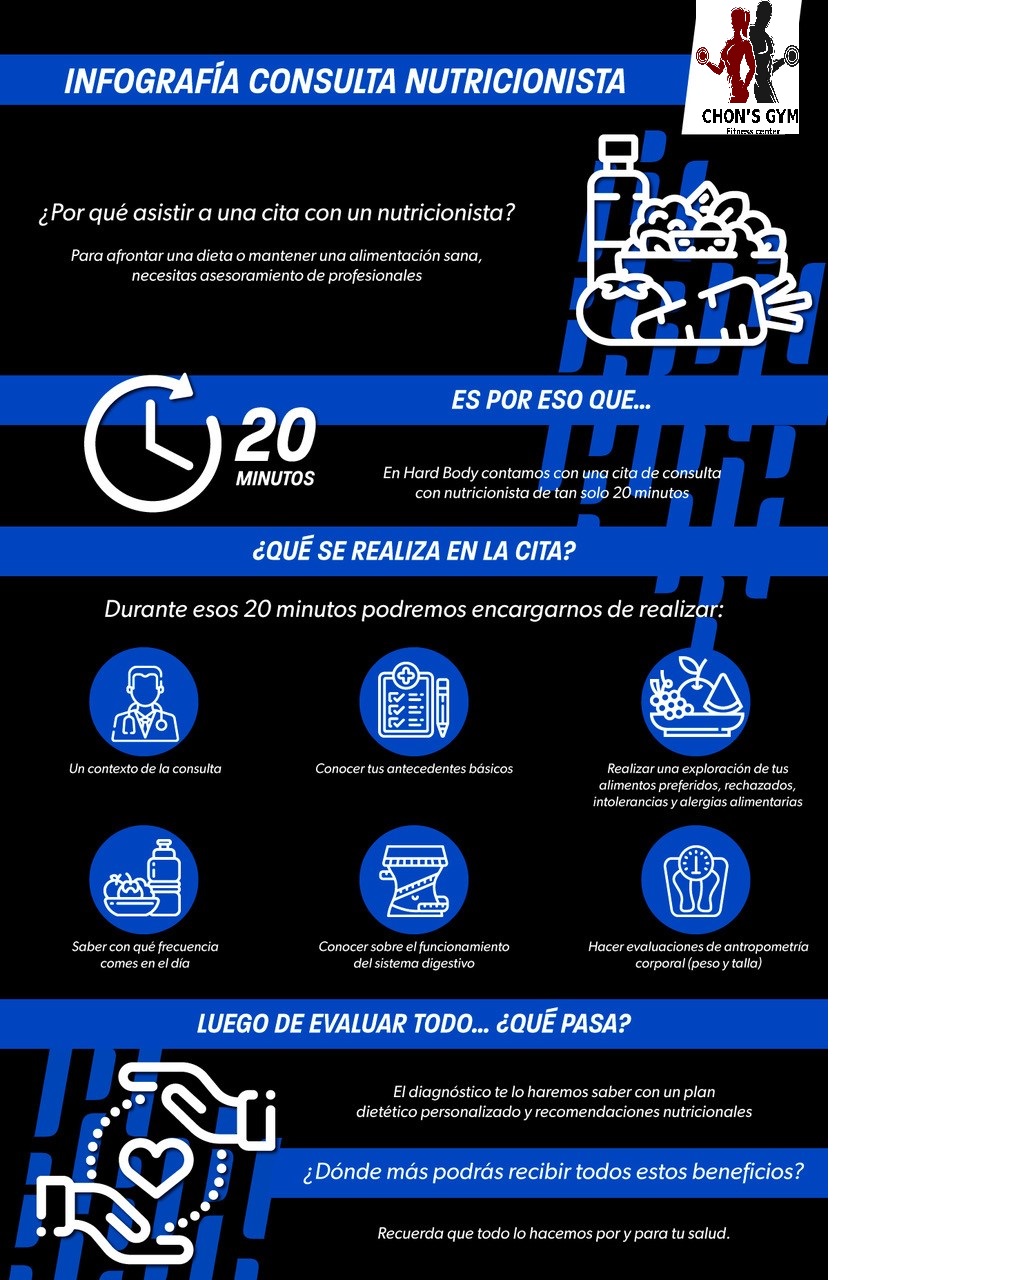 INFOGRAFÍA CONSULTA NUTRICIONISTA
CHON'S GYM
Fitness center
¿Por qué asistir a una cita con un nutricionista?
Para afrontar una dieta o mantener una alimentación sana,
necesitas asesoramiento de profesionales
ES POR ESO QUE...
20
MINUTOS
En Hard Body contamos con una cita de consulta
con nutricionista de tan solo 20 minutos
¿QUÉ SE REALIZA EN LA CITA?
Durante esos 20 minutos podremos encargarnos de realizar:
Un contexto de la consulta
Conocer tus antecedentes básicos
Realizar una exploración de tus
alimentos preferidos, rechazados,
intolerancias y alergias alimentarias
Saber con qué frecuencia
comes en el día
Conocer sobre el funcionamiento
del sistema digestivo
Hacer evaluaciones de antropometría
corporal (peso y talla)
LUEGO DE EVALUAR TODO... ¿QUÉ PASA?
El diagnóstico te lo haremos saber con un plan
dietético personalizado y recomendaciones nutricionales
¿Dónde más podrás recibir todos estos beneficios?
Recuerda que todo lo hacemos por y para tu salud.